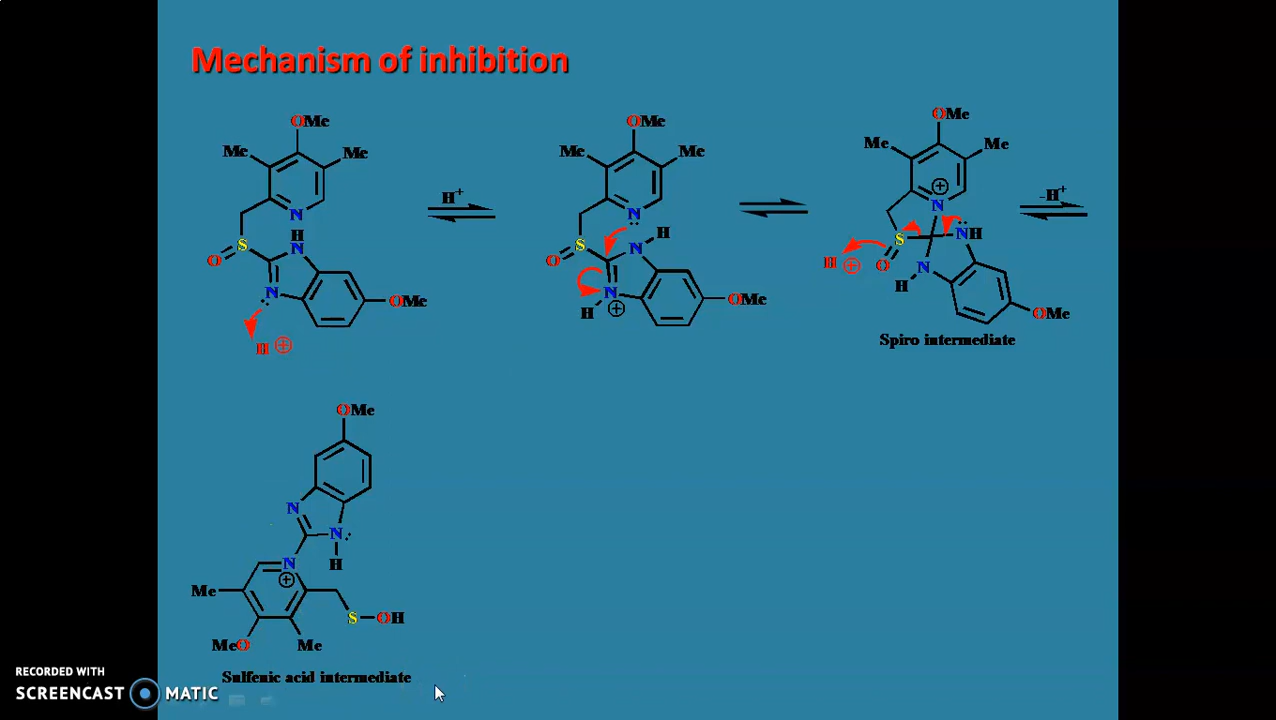 Mechanism of inhibition
OMe
Me
Me
N
H
N
S
O
N
OMe
H ⊕
H+
OMe
Me
Me
N
H
N
S
O
N
H
⊕
OMe
OMe
Me
Me
⊕
N
S
NH
H ⊕
O
N
H
OMe
Spiro intermediate
-H+
OMe
N
N
H
N
⊕
Me
S
OH
MeO
Me
Sulfenic acid intermediate
RECORDED WITH
SCREENCAST MATIC